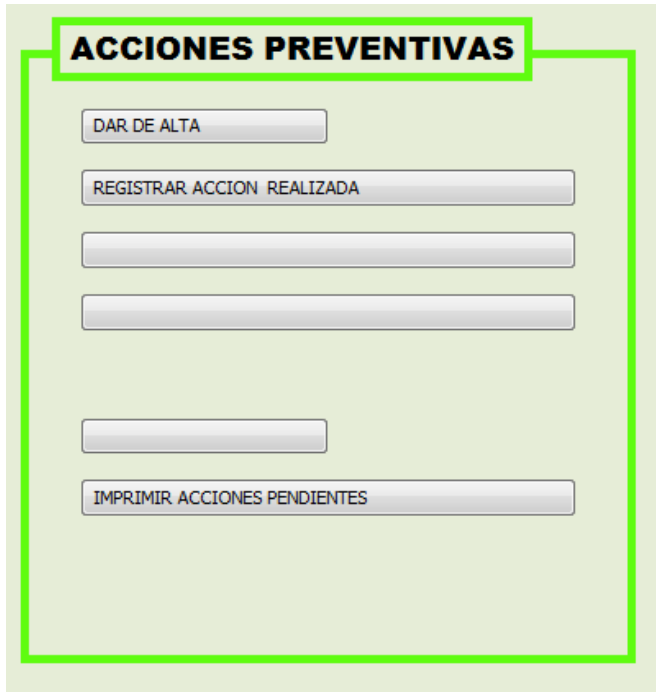 ACCIONES PREVENTIVAS
DAR DE ALTA
REGISTRAR ACCION REALIZADA
IMPRIMIR ACCIONES PENDIENTES